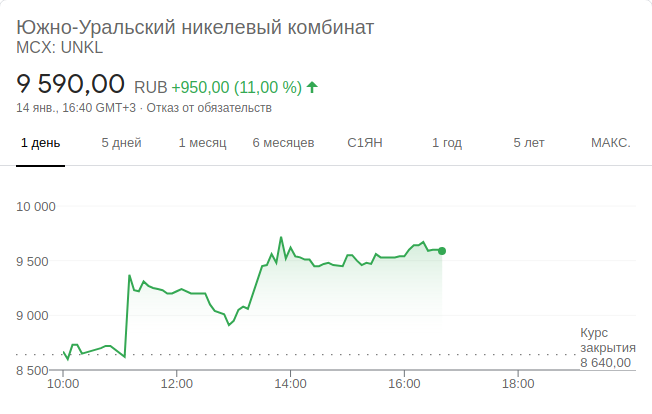 Южно-Уральский никелевый комбинат
MCX: UNKL
9 590,00 RUB +950,00 (11,00 %)
14 янв., 16:40 GMT+3 · Отказ от обязательств
1 день 5 дней 1 месяц 6 месяцев С1ЯН 1 год 5 лет МАКС.
10 000
9 500
9 000
Курс
закрытия
8 640,00
8 500
10:00 12:00 14:00 16:00 18:00